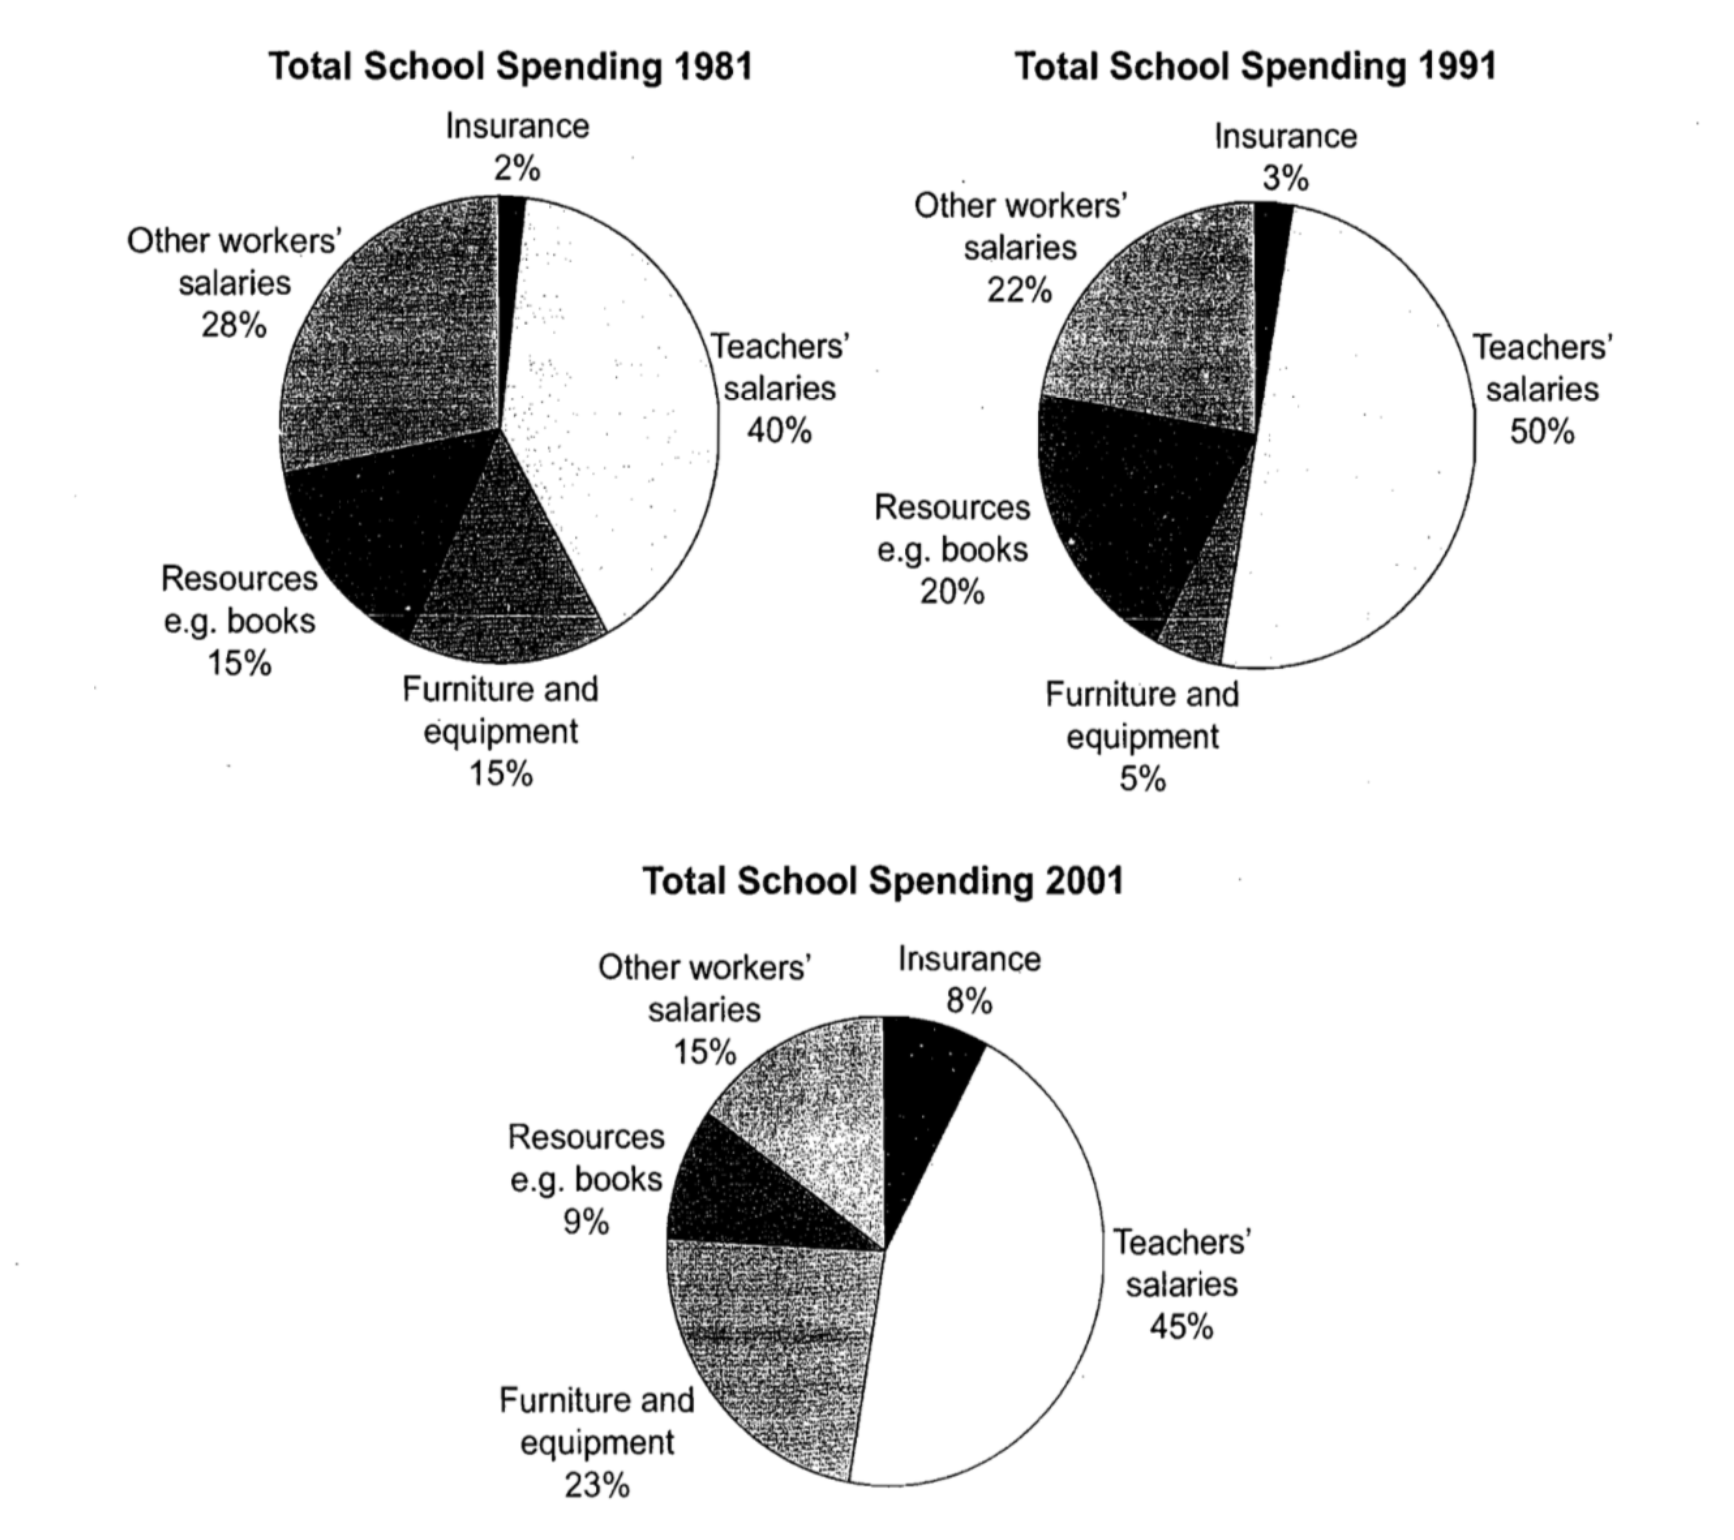 Total School Spending 1981
Insurance
2%
Other workers'
salaries
28%
Teachers'
salaries
40%
Resources
e.g. books
15%
Furniture and
equipment
15%
Total School Spending 1991
Insurance
3%
Other workers'
salaries
22%
Teachers'
salaries
50%
Resources
e.g. books
20%
Furniture and
equipment
5%
Total School Spending 2001
Other workers'
salaries
15%
Insurance
8%
Resources
e.g. books
9%
Teachers'
salaries
45%
Furniture and
equipment
23%